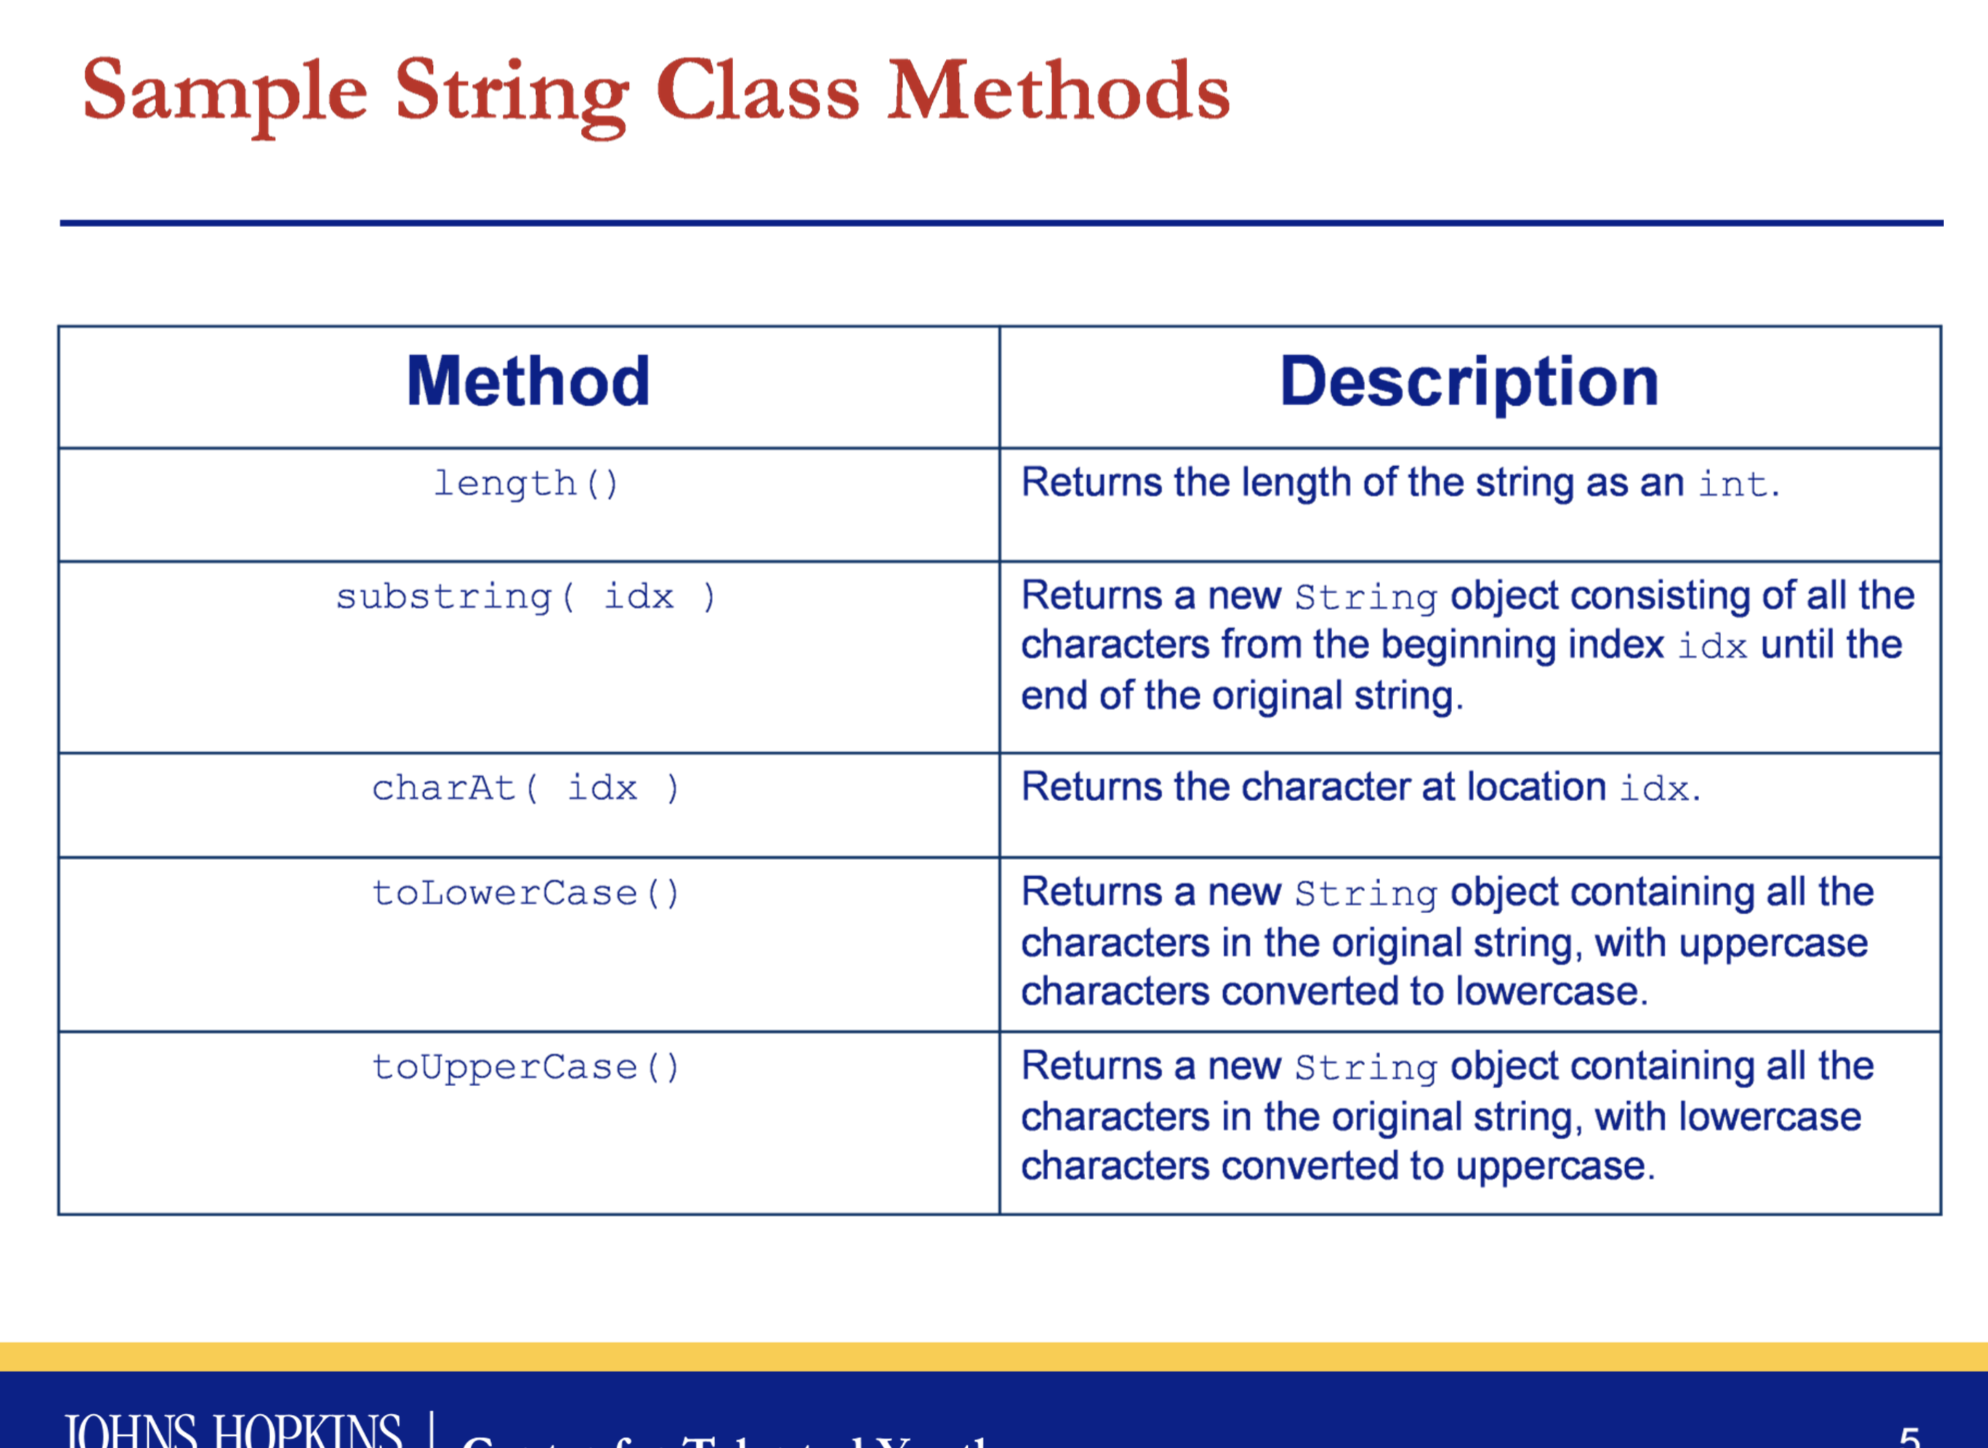 Sample String Class Methods
Method
Description
length()
Returns the length of the string as an int.
substring( idx )
Returns a new String object consisting of all the
characters from the beginning index idx until the
end of the original string.
charAt( idx )
Returns the character at location idx.
toLowerCase()
Returns a new String object containing all the
characters in the original string, with uppercase
characters converted to lowercase.
toUpperCase()
Returns a new String object containing all the
characters in the original string, with lowercase
characters converted to uppercase.
JOHNS HOPKINS
Center for Talented Youth
5